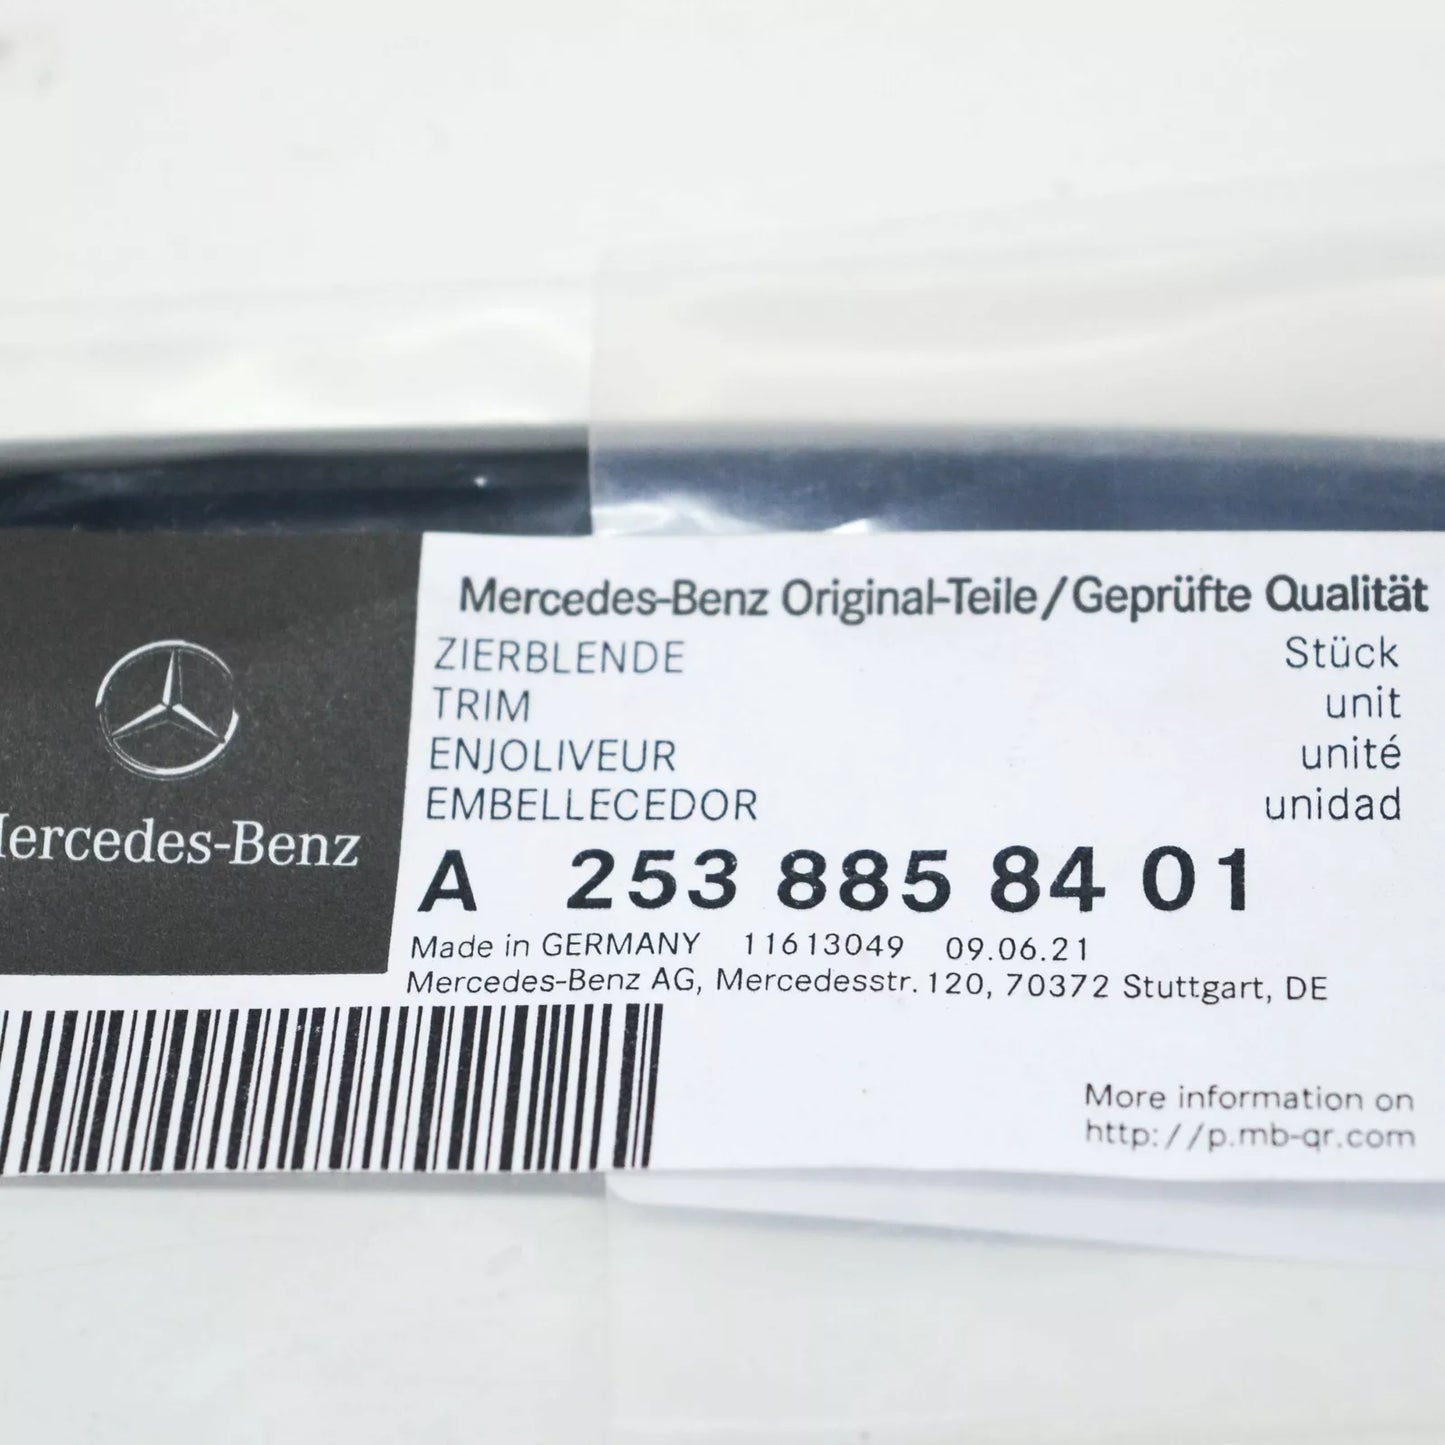 Mercedes-Benz
Mercedes-Benz Original-Teile/Geprüfte Qualität
ZIERBLENDE Stück
TRIM unit
ENJOLIVEUR unité
EMBELLECEDOR unidad
A 253 885 84 01
Made in GERMANY 11613049 09.06.21
Mercedes-Benz AG, Mercedesstr. 120, 70372 Stuttgart, DE
More information on
http://p.mb-qr.com